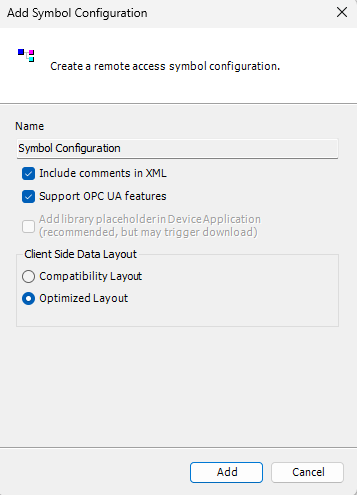 Add Symbol Configuration
Create a remote access symbol configuration.
Name
Symbol Configuration
Include comments in XML
Support OPC UA features
Add library placeholder in Device Application
(recommended, but may trigger download)
Client Side Data Layout
Compatibility Layout
Optimized Layout
Add
Cancel